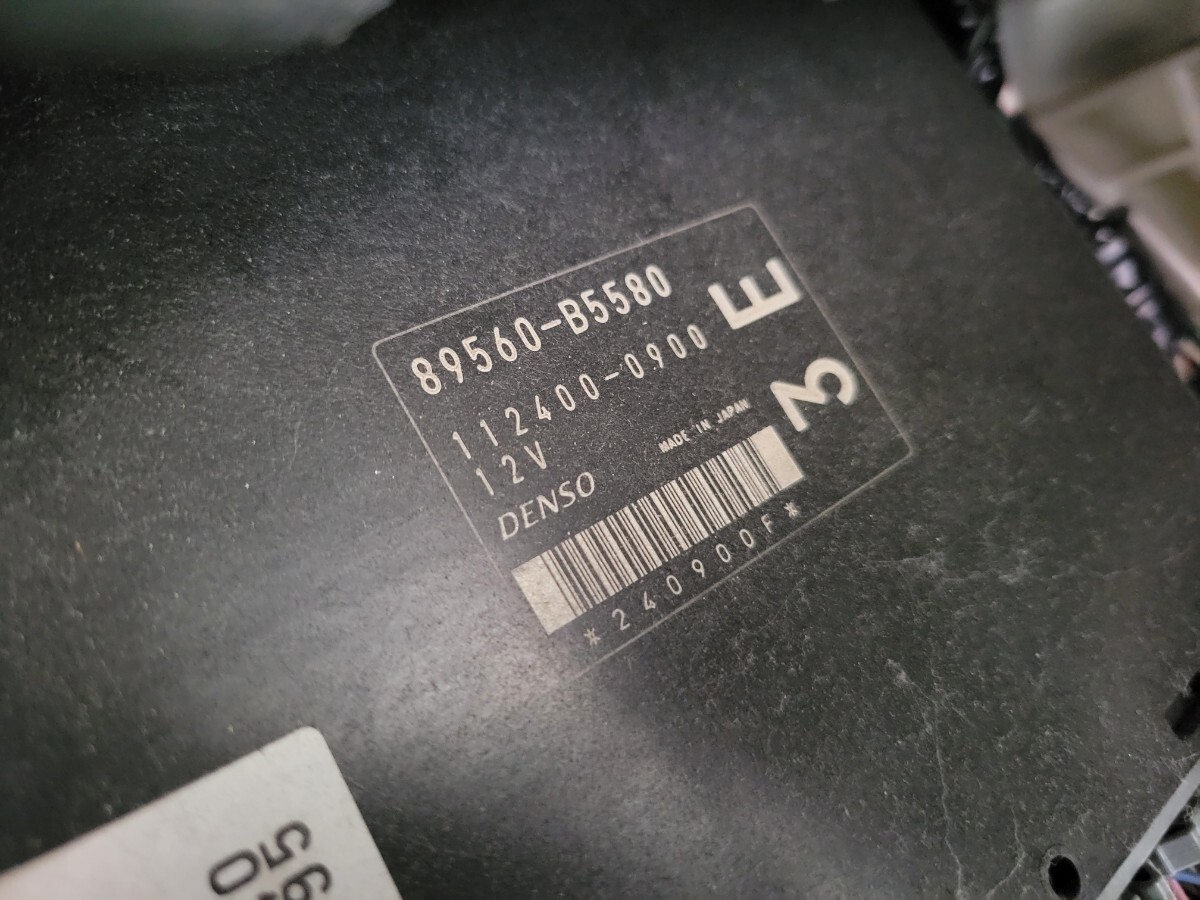 89560-B5580
112400-0900
12V
DENSO
MADE IN JAPAN
*240900F*
E
3